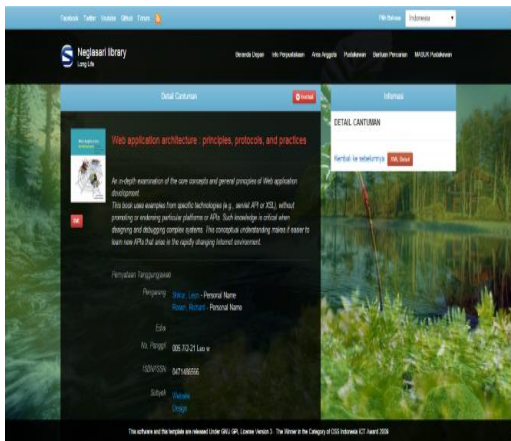 Facebook Twitter Youtube Github Forum
Pilih Bahasa Indonesia
Neglasari library
Long Life
Beranda Depan Info Perpustakaan Area Anggota Pustakawan Bantuan Pencarian MASUK Pustakawan
Detail Cantuman
Kembali
Informasi
Web application architecture : principles, protocols, and practices
DETAIL CANTUMAN
Kembali ke sebelumnya XML Detail
An in-depth examination of the core concepts and general principles of Web application
development.
This book uses examples from specific technologies (e.g., servlet API or XSL), without
promoting or endorsing particular platforms or APIs. Such knowledge is critical when
designing and debugging complex systems. This conceptual understanding makes it easier to
learn new APIs that arise in the rapidly changing Internet environment.
Pernyataan Tanggungjawab
Pengarang
Leon - Personal Name
Rosen, Richard - Personal Name
Edisi
No. Panggil
005.7/2-21 Leo w
ISBN/ISSN
0471486566
Subyek
Website
Design
This software and this template are released Under GNU GPL License Version 3 The Winner in the Category of OSS Indonesia ICT Award 2009